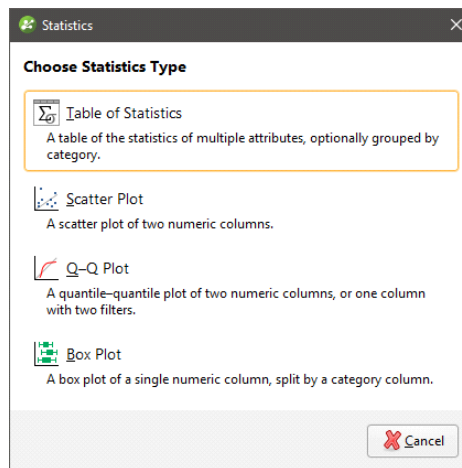 Statistics
Choose Statistics Type
Table of Statistics
A table of the statistics of multiple attributes, optionally grouped by
category.
Scatter Plot
A scatter plot of two numeric columns.
Q–Q Plot
A quantile–quantile plot of two numeric columns, or one column
with two filters.
Box Plot
A box plot of a single numeric column, split by a category column.
Cancel